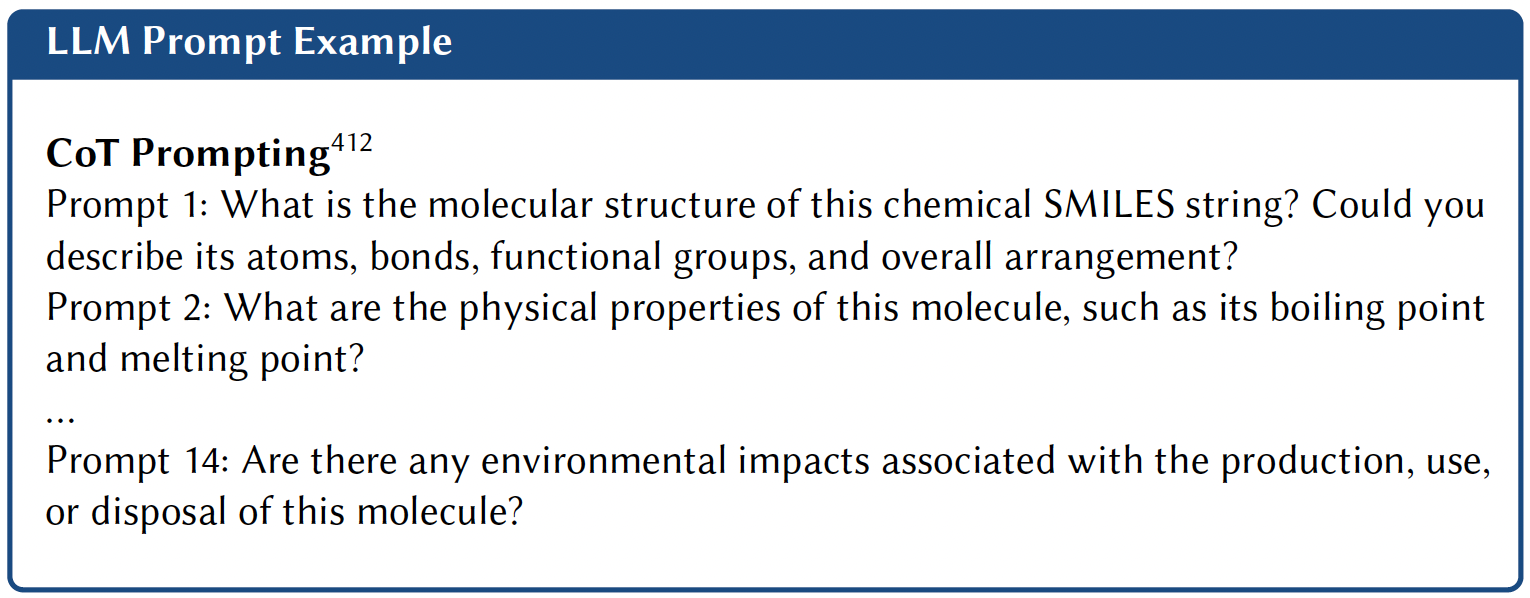 LLM Prompt Example
CoT Prompting412
Prompt 1: What is the molecular structure of this chemical SMILES string? Could you
describe its atoms, bonds, functional groups, and overall arrangement?
Prompt 2: What are the physical properties of this molecule, such as its boiling point
and melting point?
...
Prompt 14: Are there any environmental impacts associated with the production, use,
or disposal of this molecule?